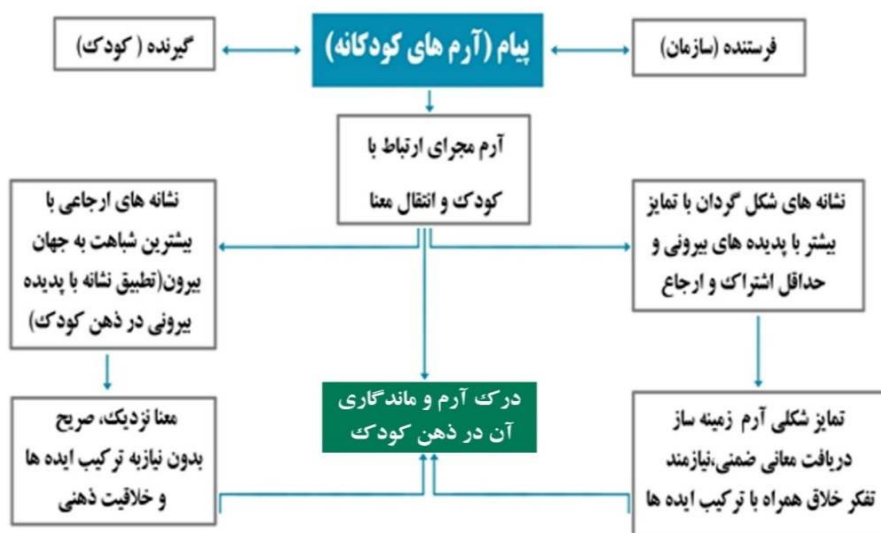 فرستنده (سازمان)
پیام (آرم های کودکانه)
گیرنده ( کودک)
آرم مجرای ارتباط با
کودک و انتقال معنا
نشانه های شکل گردان با تمایز
بیشتر با پدیده های بیرونی و
حداقل اشتراک و ارجاع
نشانه های ارجاعی با
بیشترین شباهت به جهان
بیرون(تطبیق نشانه با پدیده
بیرونی در ذهن کودک)
تمایز شکلی آرم زمینه ساز
دریافت معانی ضمنی،نیازمند
تفکر خلاق همراه با ترکیب ایده ها
درک آرم و ماندگاری
آن در ذهن کودک
معنا نزدیک، صریح
بدون نیازبه ترکیب ایده ها
و خلاقیت ذهنی